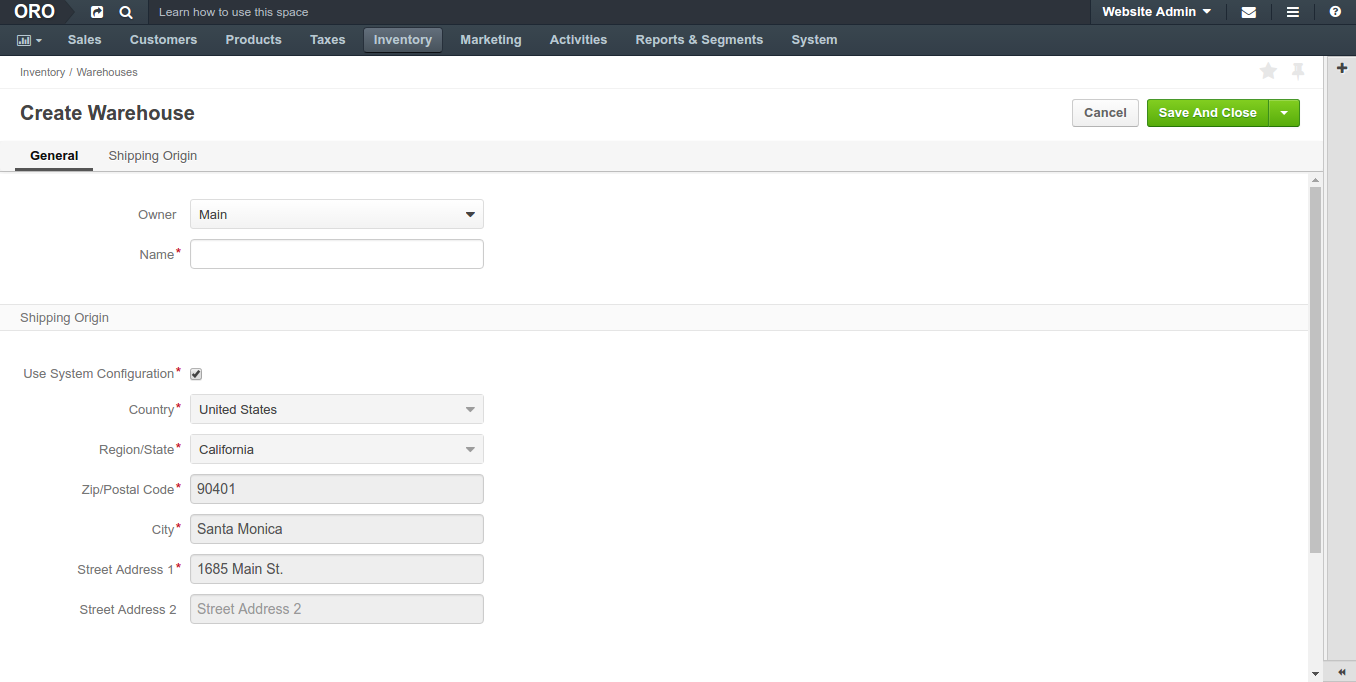 ORO Learn how to use this space Website Admin
Sales Customers Products Taxes Inventory Marketing Activities Reports & Segments System
Inventory / Warehouses
Create Warehouse Cancel Save And Close
General Shipping Origin
Owner Main
Name*
Shipping Origin
Use System Configuration*
Country* United States
Region/State* California
Zip/Postal Code* 90401
City* Santa Monica
Street Address 1* 1685 Main St.
Street Address 2 Street Address 2